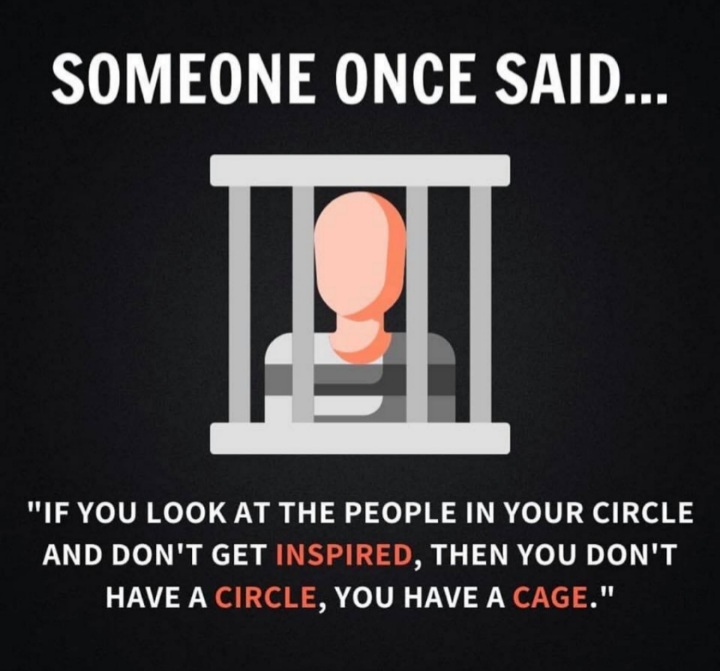 SOMEONE ONCE SAID...
"IF YOU LOOK AT THE PEOPLE IN YOUR CIRCLE
AND DON'T GET INSPIRED, THEN YOU DON'T
HAVE A CIRCLE, YOU HAVE A CAGE."